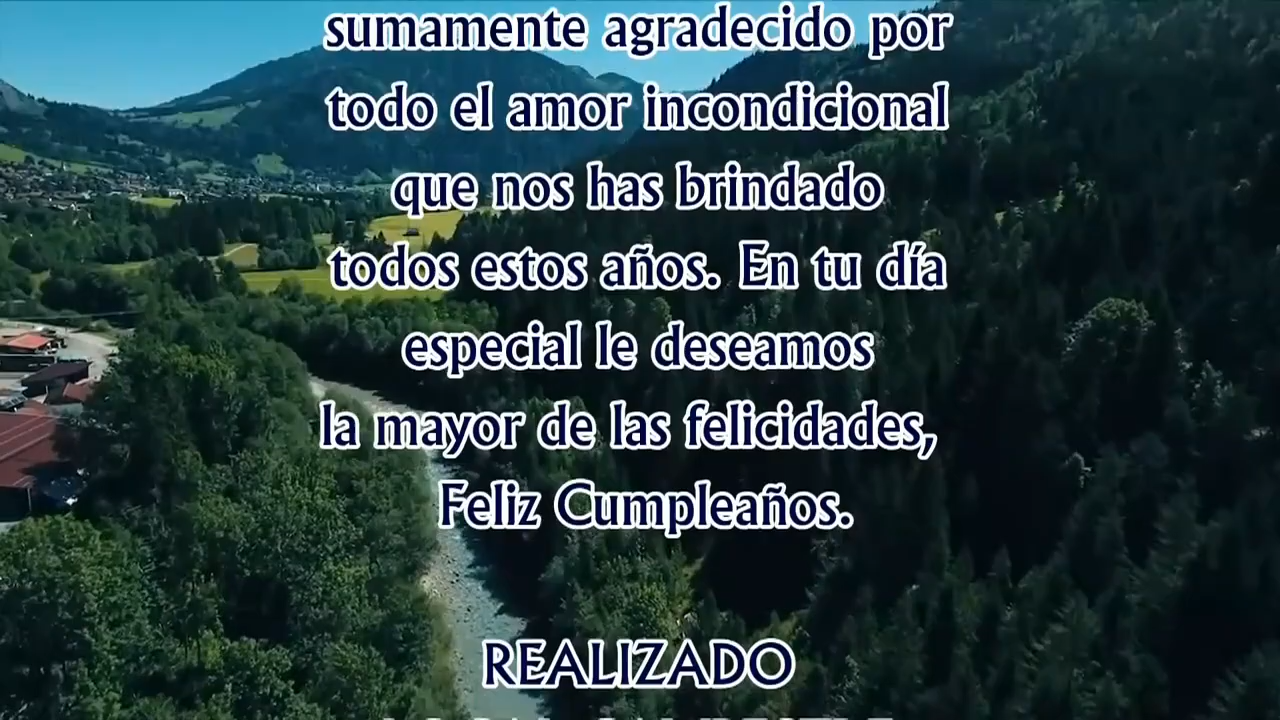 sumamente agradecido por
todo el amor incondicional
que nos has brindado
todos estos años. En tu día
especial le deseamos
la mayor de las felicidades,
Feliz Cumpleaños.
REALIZADO